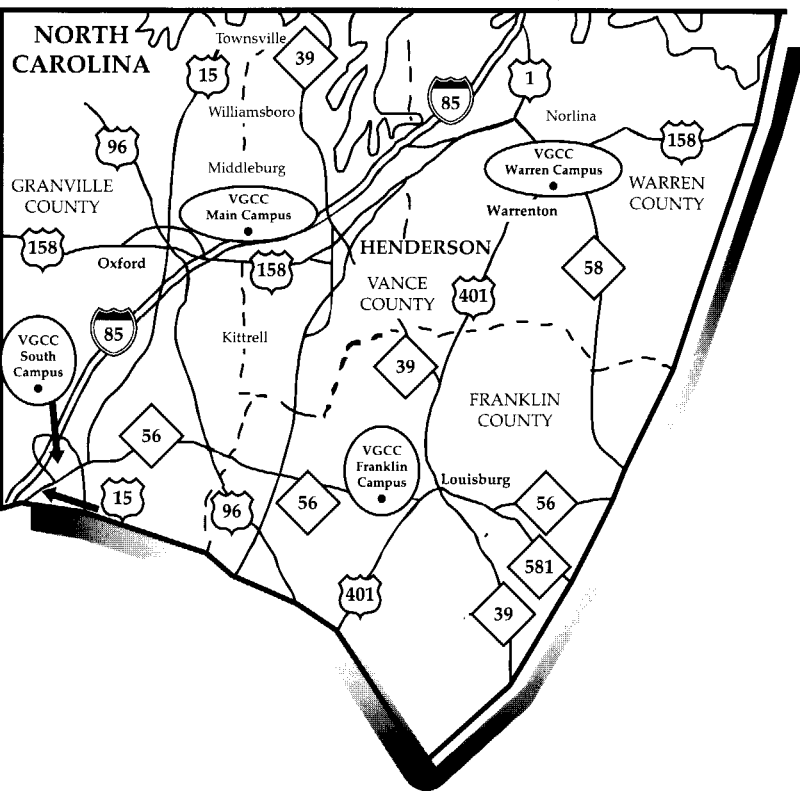 NORTH
CAROLINA
Townsville
39
15
85
1
Williamsboro
Norlina
96
158
Middleburg
VGCC
Warren Campus
GRANVILLE
COUNTY
VGCC
Main Campus
WARREN
COUNTY
Warrenton
158
Oxford
HENDERSON
158
58
VANCE
COUNTY
401
85
Kittrell
VGCC
South
Campus
39
FRANKLIN
COUNTY
56
VGCC
Franklin
Campus
Louisburg
15
96
56
56
581
401
39